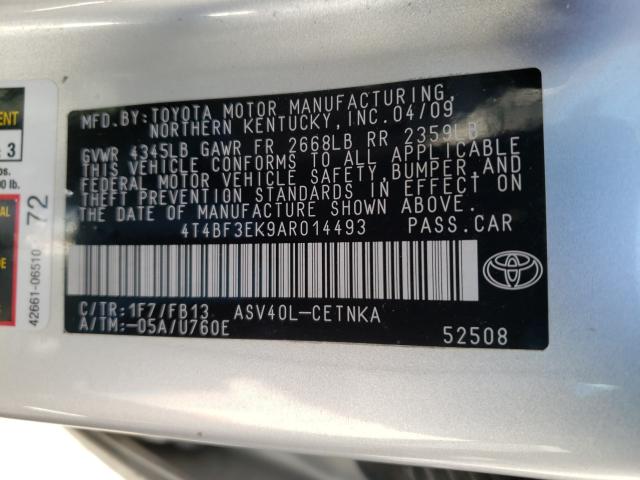 MFD.BY:TOYOTA MOTOR MANUFACTURING,
NORTHERN KENTUCKY,INC.04/09
GVWR 4345LB GAWR FR 2668LB RR 2359LB
THIS VEHICLE CONFORMS TO ALL APPLICABLE
FEDERAL MOTOR VEHICLE SAFETY,BUMPER,AND
THEFT PREVENTION STANDARDS IN EFFECT ON
THE DATE OF MANUFACTURE SHOWN ABOVE.
4T4BF3EK9AR014493 PASS.CAR
C/TR:1F7/FB13 ASV40L-CETNKA
A/TM:-05A/U760E
52508
42661-06510 72
3